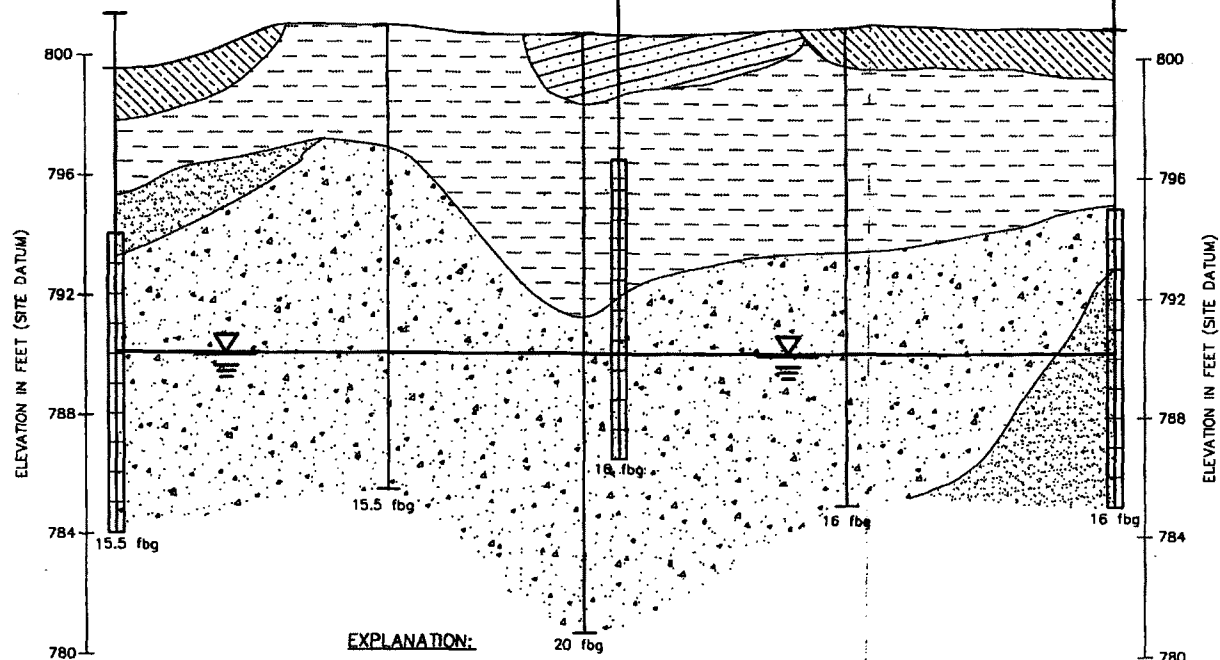 800
796
792
788
784
780
ELEVATION IN FEET (SITE DATUM)
15.5 fbg
15.5 fbg
20 fbg
18 fbg
16 fbg
16 fbg
EXPLANATION:
800
796
792
788
784
780
ELEVATION IN FEET (SITE DATUM)